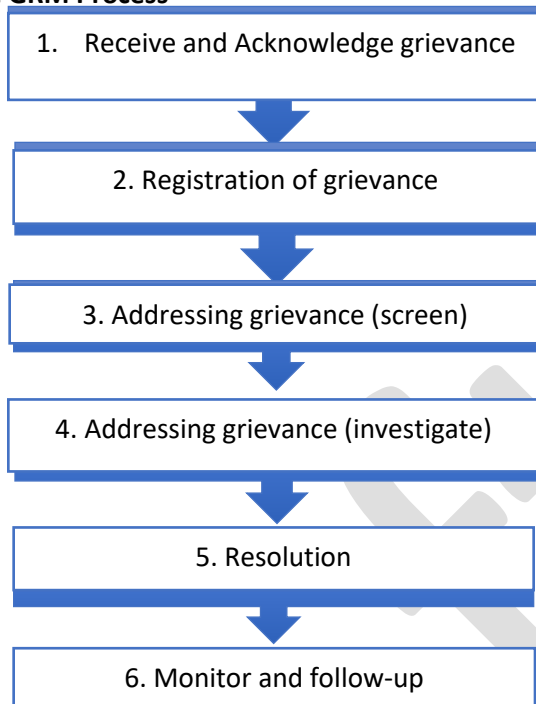 GRM Process
1. Receive and Acknowledge grievance
2. Registration of grievance
3. Addressing grievance (screen)
4. Addressing grievance (investigate)
5. Resolution
6. Monitor and follow-up